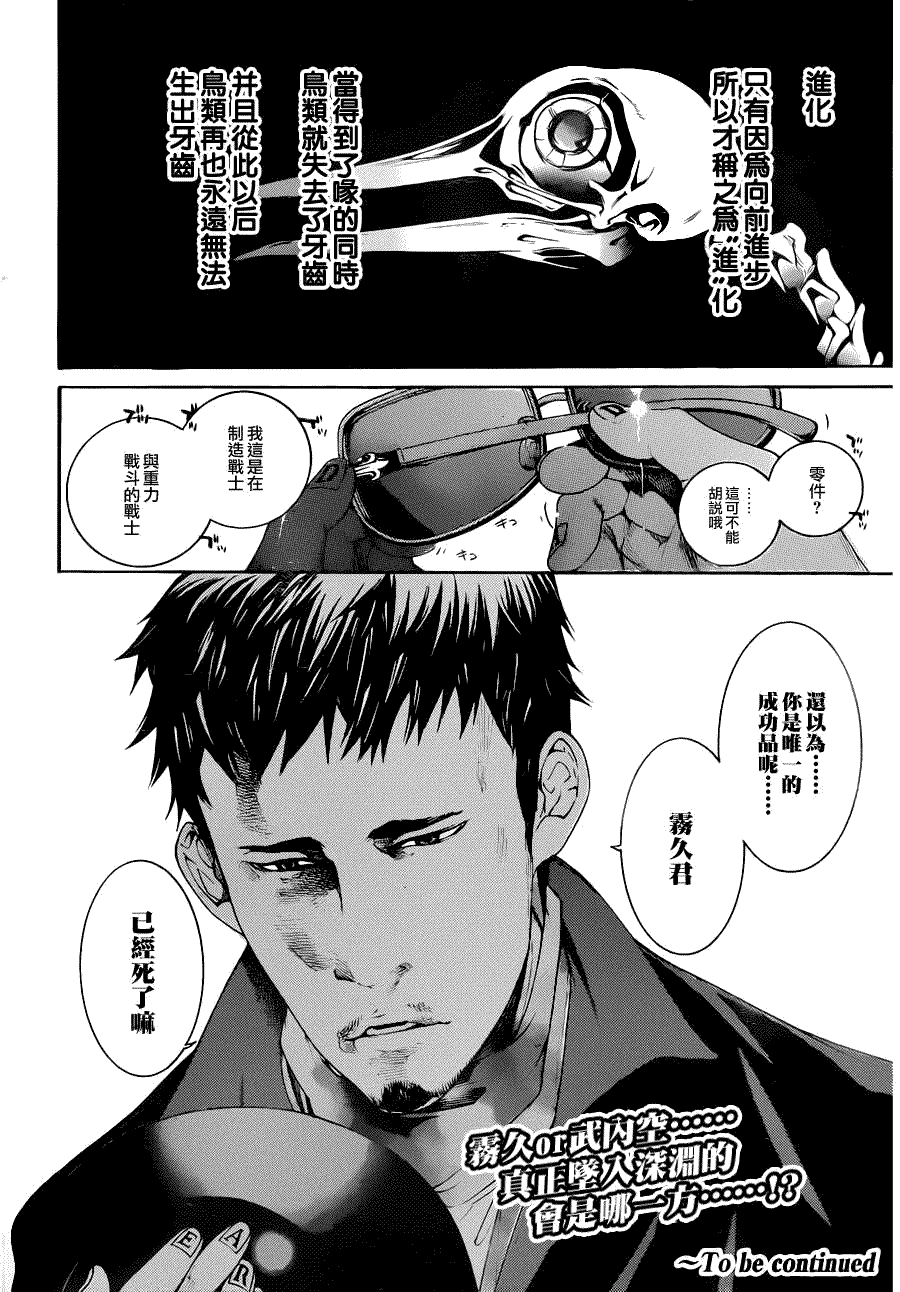 進化
只有因爲向前進步
所以才稱之爲“進”化
當得到了喙的同時
鳥類就失去了牙齒
并且從此以后
鳥類再也永遠無法
生出牙齒
零件？
……
這可不能
胡説哦
我這是在
制造戰士
與重力
戰斗的戰士
キュ
キュ
還以為……
你是唯一的
成功品呢……
霧久君
已經死了嘛
E
A
R
霧久or武內空……
真正墜入深淵的
會是哪一方……!?
～To be continued